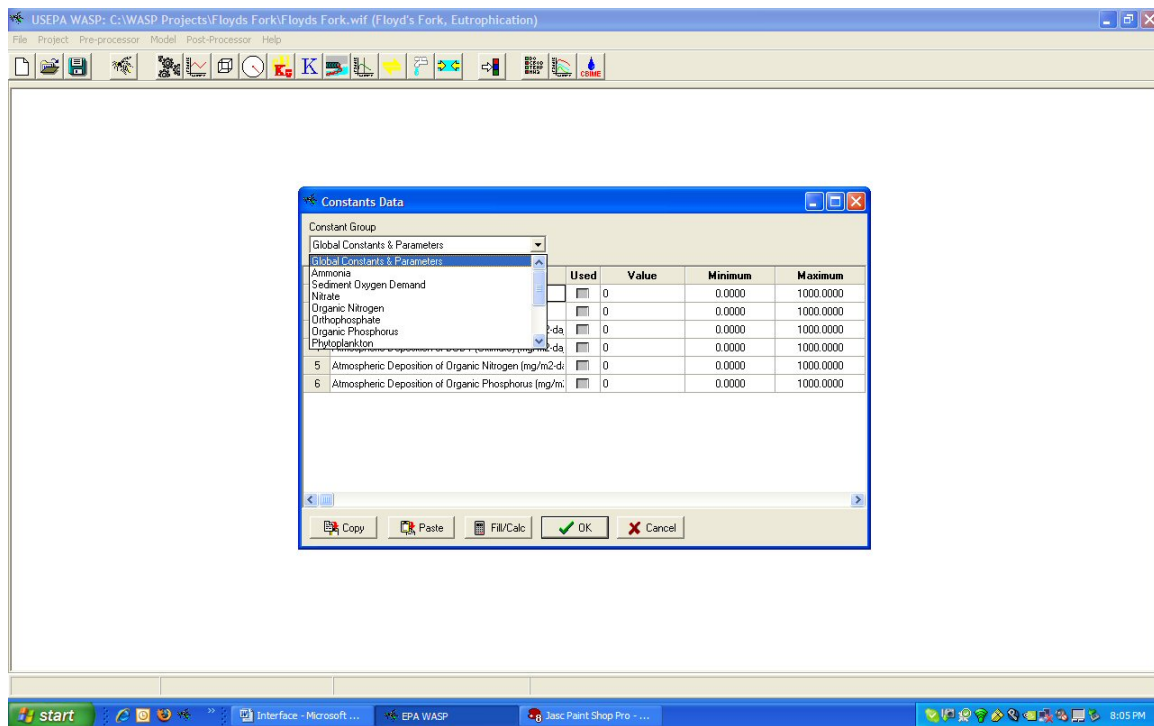 USEPA WASP: C:\WASP Projects\Floyds Fork\Floyds Fork.wif (Floyd's Fork, Eutrophication)
File Project Pre-processor Model Post-Processor Help
K
CBIHE
Constants Data
Constant Group
Global Constants & Parameters
Global Constants & Parameters
Ammonia
Sediment Oxygen Demand
Nitrate
Organic Nitrogen
Orthophosphate
Organic Phosphorus
Phytoplankton
Used Value Minimum Maximum
0 0.0000 1000.0000
0 0.0000 1000.0000
2-da 0 0.0000 1000.0000
0 0.0000 1000.0000
5 Atmospheric Deposition of Organic Nitrogen (mg/m2-da 0 0.0000 1000.0000
6 Atmospheric Deposition of Organic Phosphorus (mg/m 0 0.0000 1000.0000
Copy Paste Fill/Calc OK Cancel
start Interface - Microsoft ... EPA WASP Jasc Paint Shop Pro - ... 8:05 PM